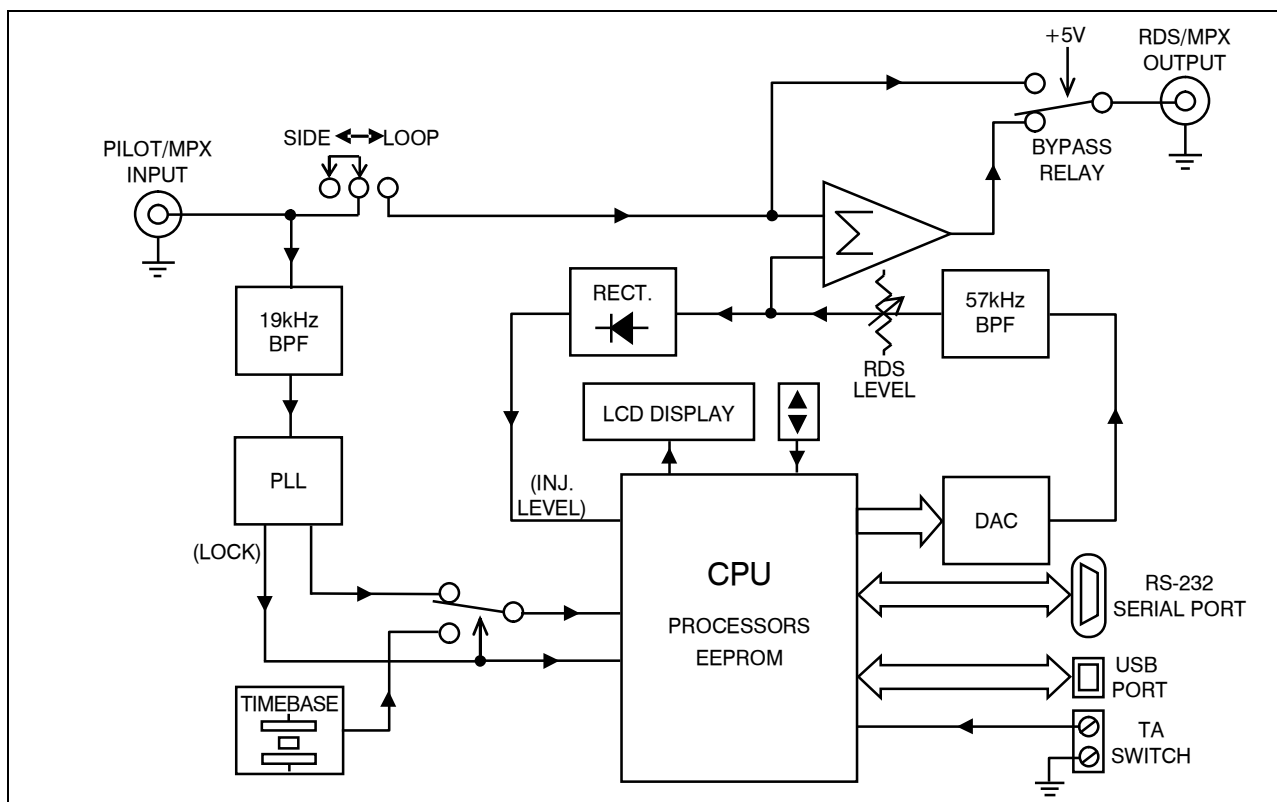 +5V
RDS/MPX
OUTPUT
BYPASS
RELAY
SIDE LOOP
PILOT/MPX
INPUT
19kHz
BPF
RECT.
57kHz
BPF
RDS
LEVEL
LCD DISPLAY
PLL
(INJ.
LEVEL)
DAC
(LOCK)
CPU
PROCESSORS
EEPROM
RS-232
SERIAL PORT
USB
PORT
TIMEBASE
TA
SWITCH